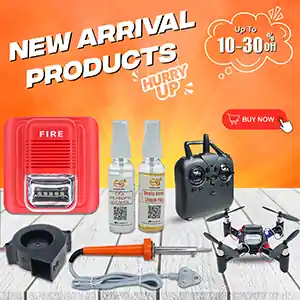 NEW ARRIVAL
PRODUCTS
HURRY
UP
Up To
10-30% Off
BUY NOW
FIRE